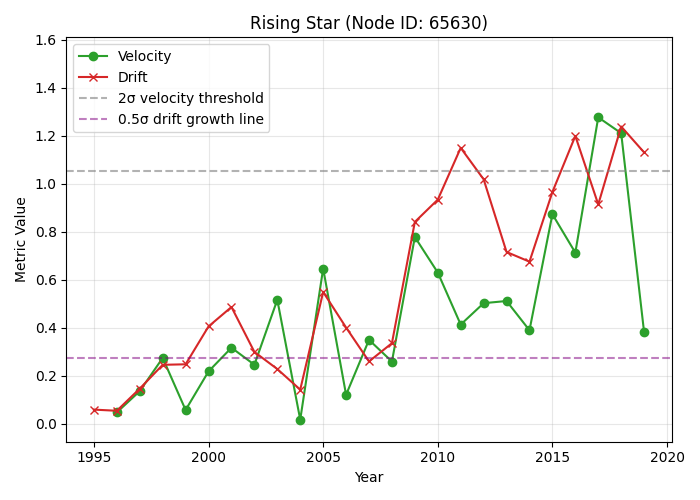 Rising Star (Node ID: 65630)
Velocity
Drift
2σ velocity threshold
0.5σ drift growth line
Metric Value
1.6
1.4
1.2
1.0
0.8
0.6
0.4
0.2
0.0
1995 2000 2005 2010 2015 2020
Year